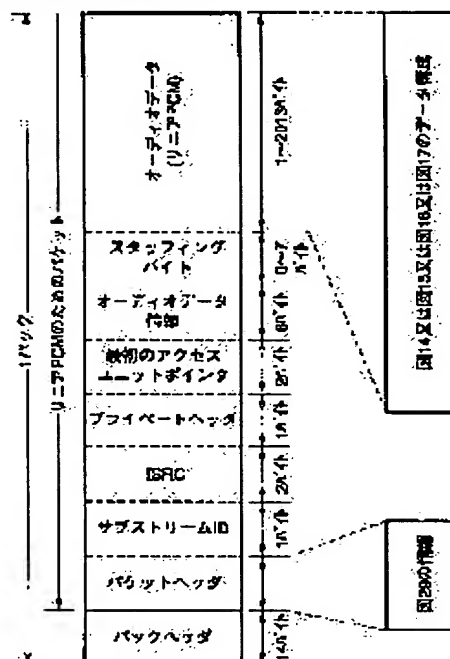 1パック
リニアPCMのためのパケット
オーディオデータ
(リニアPCM)
スタッフィング
バイト
オーディオデータ
情報
最初のアクセス
ユニットポインタ
プライベートヘッダ
ISRC
サブストリームID
パケットヘッダ
パックヘッダ
1〜2013バイト
0〜7
バイト
8バイト
2バイト
1バイト
2バイト
1バイト
14バイト
図14又は図15又は図16又は図17のデータ構成
図29の情報